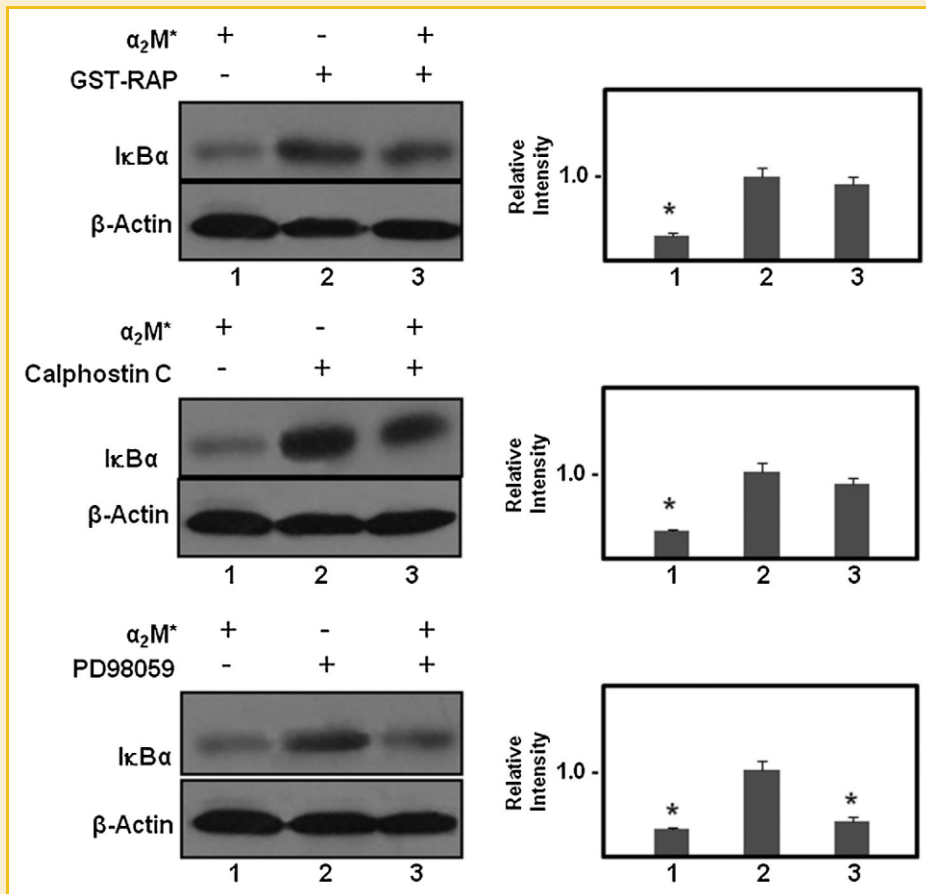 α₂M* + - +
GST-RAP - + +
IκBα
β-Actin
1 2 3
Relative Intensity
1.0 -
*
1 2 3
α₂M* + - +
Calphostin C - + +
IκBα
β-Actin
1 2 3
Relative Intensity
1.0 -
*
1 2 3
α₂M* + - +
PD98059 - + +
IκBα
β-Actin
1 2 3
Relative Intensity
1.0 -
* *
1 2 3